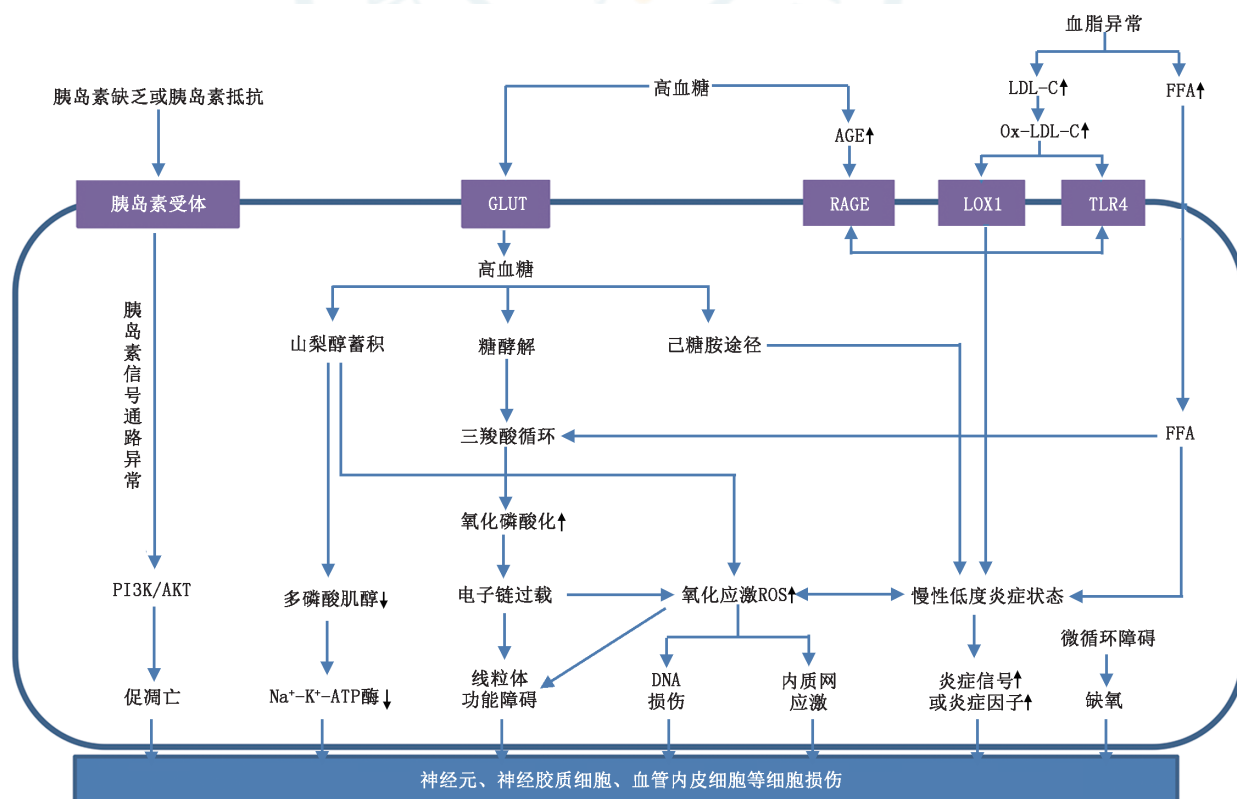 血脂异常
胰岛素缺乏或胰岛素抵抗
高血糖
LDL-C↑
FFA↑
AGE↑
Ox-LDL-C↑
胰岛素受体
GLUT
RAGE
LOX1
TLR4
高血糖
胰岛素信号通路异常
山梨醇蓄积
糖酵解
己糖胺途径
三羧酸循环
FFA
氧化磷酸化↑
PI3K/AKT
多磷酸肌醇↓
电子链过载
氧化应激ROS↑
慢性低度炎症状态
微循环障碍
促凋亡
Na⁺-K⁺-ATP酶↓
线粒体
功能障碍
DNA
损伤
内质网
应激
炎症信号↑
或炎症因子↑
缺氧
神经元、神经胶质细胞、血管内皮细胞等细胞损伤